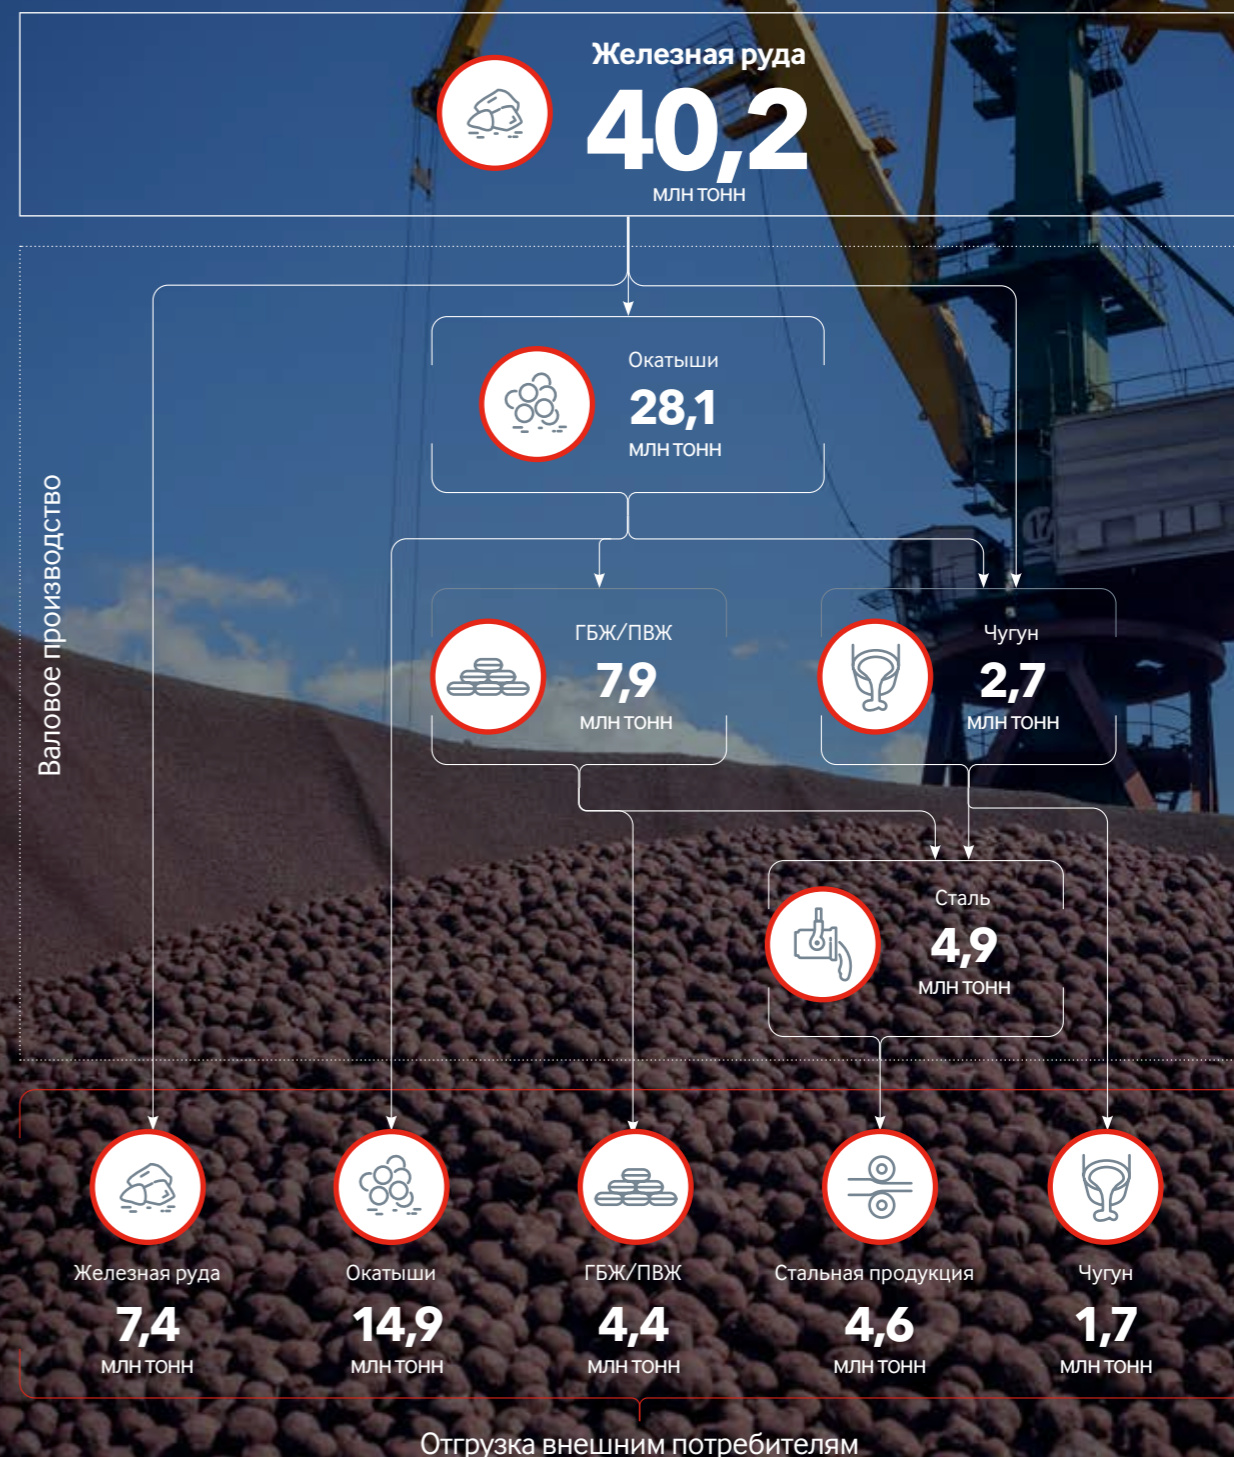 Железная руда
40,2
МЛН ТОНН
Валовое производство
Окатыши
28,1
МЛН ТОНН
ГБЖ/ПВЖ
7,9
МЛН ТОНН
Чугун
2,7
МЛН ТОНН
Сталь
4,9
МЛН ТОНН
Железная руда
7,4
МЛН ТОНН
Окатыши
14,9
МЛН ТОНН
ГБЖ/ПВЖ
4,4
МЛН ТОНН
Стальная продукция
4,6
МЛН ТОНН
Чугун
1,7
МЛН ТОНН
Отгрузка внешним потребителям